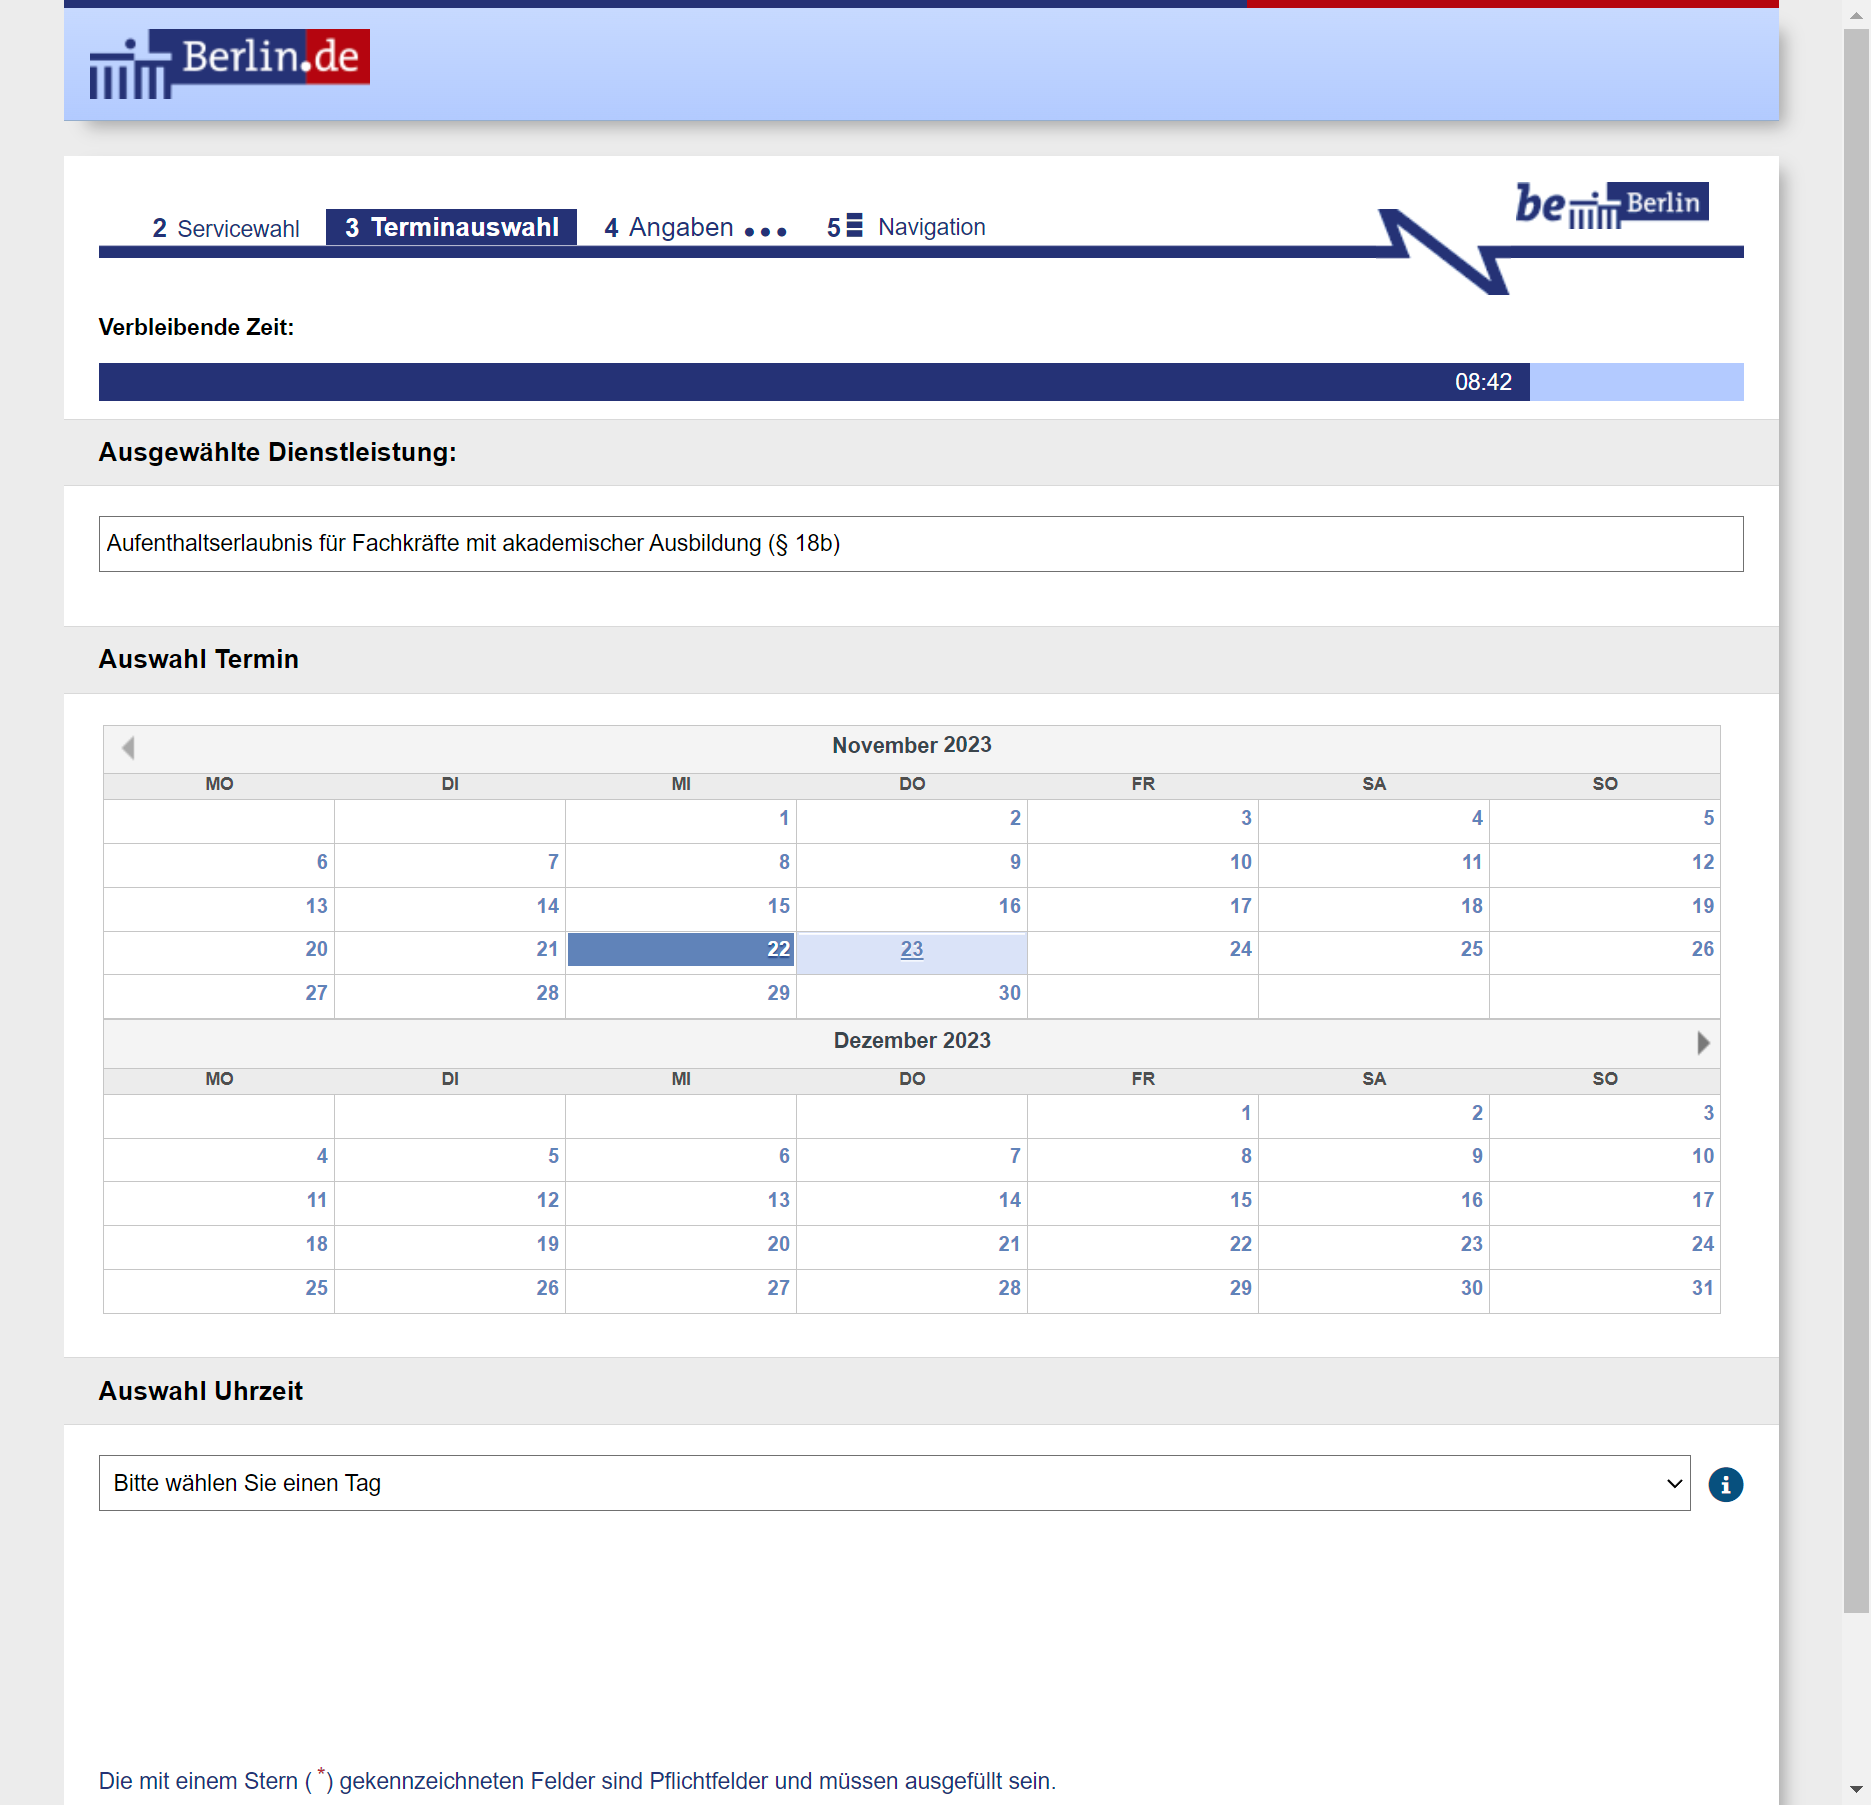 Berlin.de
be Berlin
2 Servicewahl 3 Terminauswahl 4 Angaben ... 5 Navigation
Verbleibende Zeit:
08:42
Ausgewählte Dienstleistung:
Aufenthaltserlaubnis für Fachkräfte mit akademischer Ausbildung (§ 18b)
Auswahl Termin
November 2023
MO DI MI DO FR SA SO
1 2 3 4 5
6 7 8 9 10 11 12
13 14 15 16 17 18 19
20 21 22 23 24 25 26
27 28 29 30
Dezember 2023
MO DI MI DO FR SA SO
1 2 3
4 5 6 7 8 9 10
11 12 13 14 15 16 17
18 19 20 21 22 23 24
25 26 27 28 29 30 31
Auswahl Uhrzeit
Bitte wählen Sie einen Tag
i
Die mit einem Stern ( *) gekennzeichneten Felder sind Pflichtfelder und müssen ausgefüllt sein.